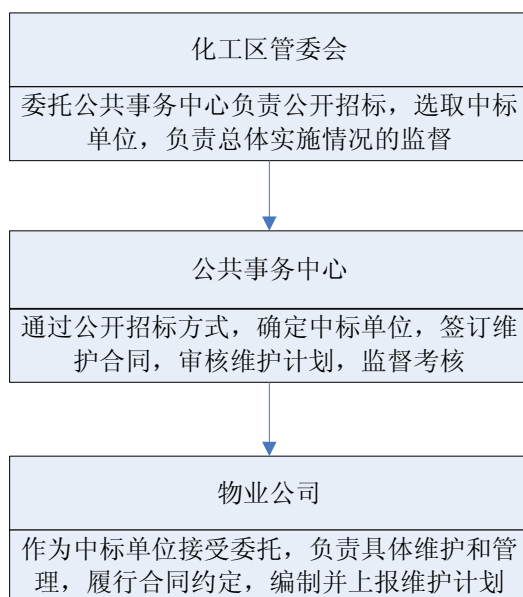 化工区管委会
委托公共事务中心负责公开招标，选取中标
单位，负责总体实施情况的监督
公共事务中心
通过公开招标方式，确定中标单位，签订维
护合同，审核维护计划，监督考核
物业公司
作为中标单位接受委托，负责具体维护和管
理，履行合同约定，编制并上报维护计划